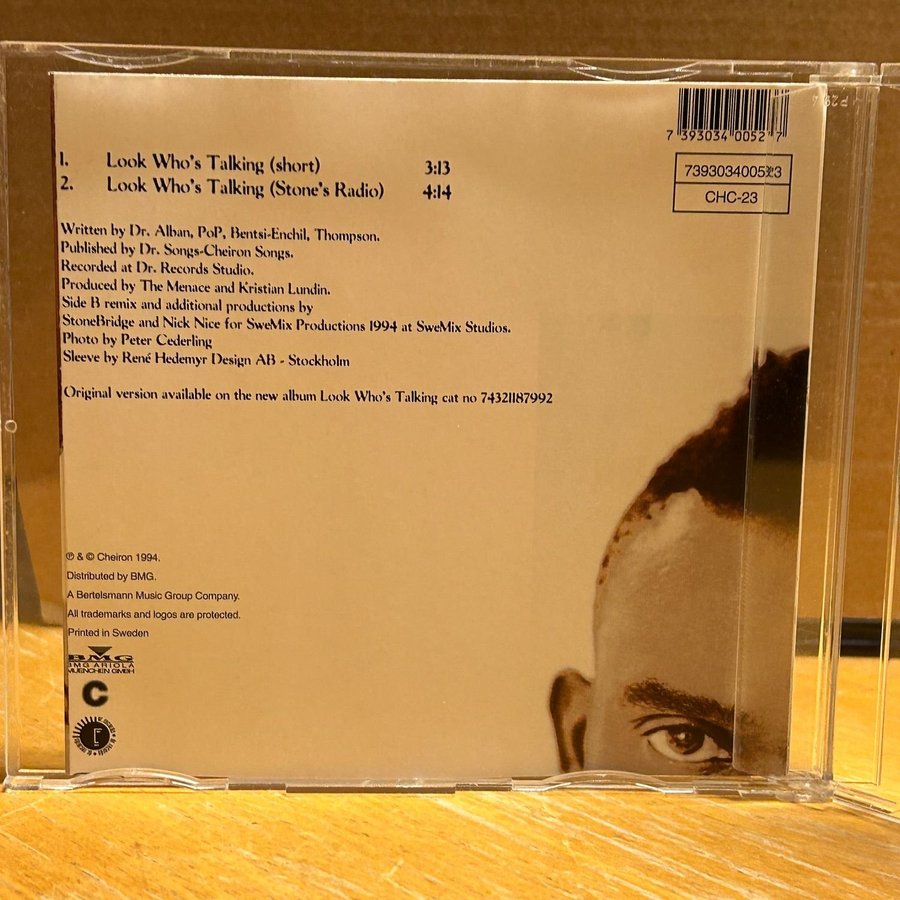 7 393034 00527 7
739303400523
CHC-23
1. Look Who's Talking (short) 3:13
2. Look Who's Talking (Stone's Radio) 4:14
Written by Dr. Alban, PoP, Bentsi-Enchil, Thompson.
Published by Dr. Songs-Cheiron Songs.
Recorded at Dr. Records Studio.
Produced by The Menace and Kristian Lundin.
Side B remix and additional productions by
StoneBridge and Nick Nice for SweMix Productions 1994 at SweMix Studios.
Photo by Peter Cederling
Sleeve by René Hedemyr Design AB - Stockholm
Original version available on the new album Look Who's Talking cat no 74321187992
℗ & © Cheiron 1994.
Distributed by BMG.
A Bertelsmann Music Group Company.
All trademarks and logos are protected.
Printed in Sweden
BMG
BMG ARIOLA
MUENCHEN GMBH
C